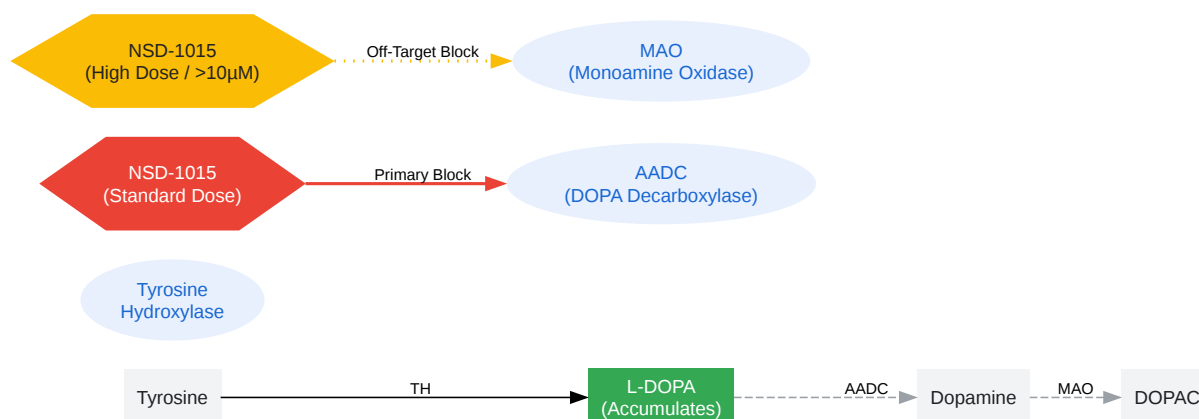 NSD-1015
(High Dose / >10µM)
Off-Target Block
MAO
(Monoamine Oxidase)
NSD-1015
(Standard Dose)
Primary Block
AADC
(DOPA Decarboxylase)
Tyrosine
Hydroxylase
Tyrosine
TH
L-DOPA
(Accumulates)
AADC
Dopamine
MAO
DOPAC